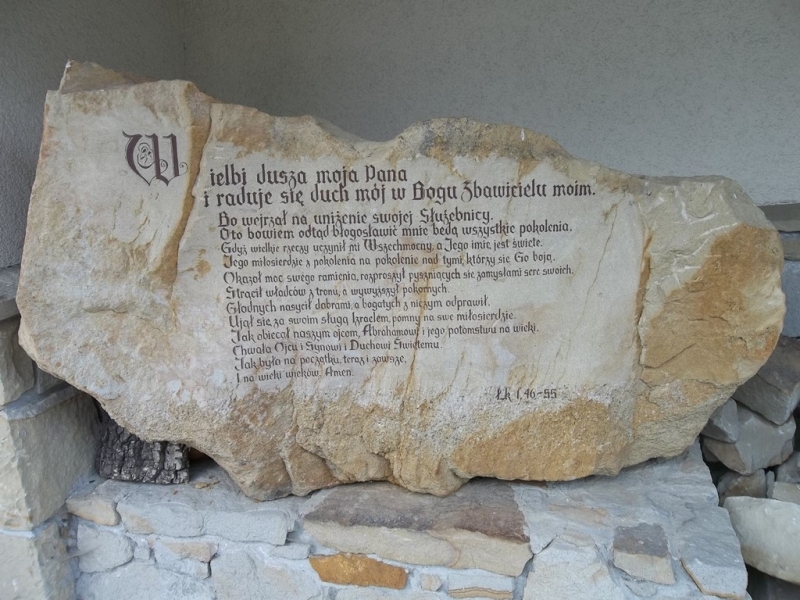 Wielbi dusza moja Pana
i raduje się duch mój w Bogu Zbawicielu moim.
Bo wejrzał na uniżenie swojej Służebnicy.
Oto bowiem odtąd błogosławić mnie będą wszystkie pokolenia.
Gdyż wielkie rzeczy uczynił mi Wszechmocny, a Jego imię jest święte.
Jego miłosierdzie z pokolenia na pokolenie nad tymi, którzy się Go boją.
Okazał moc swego ramienia, rozproszył pyszniących się zamysłami serc swoich.
Strącił władców z tronu, a wywyższył pokornych.
Głodnych nasycił dobrami, a bogatych z niczym odprawił.
Ujął się za swoim sługą Izraelem, pomny na swe miłosierdzie.
Jak obiecał naszym ojcom, Abrahamowi i jego potomstwu na wieki.
Chwała Ojcu i Synowi i Duchowi Świętemu.
Jak była na początku, teraz i zawsze,
I na wieki wieków. Amen.
Łk 1, 46-55